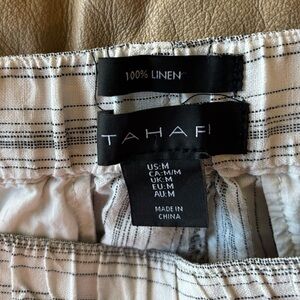 100% LINEN
TAHARI
US:M
CA:M/M
UK:M
EU:M
AU:M
MADE IN
CHINA